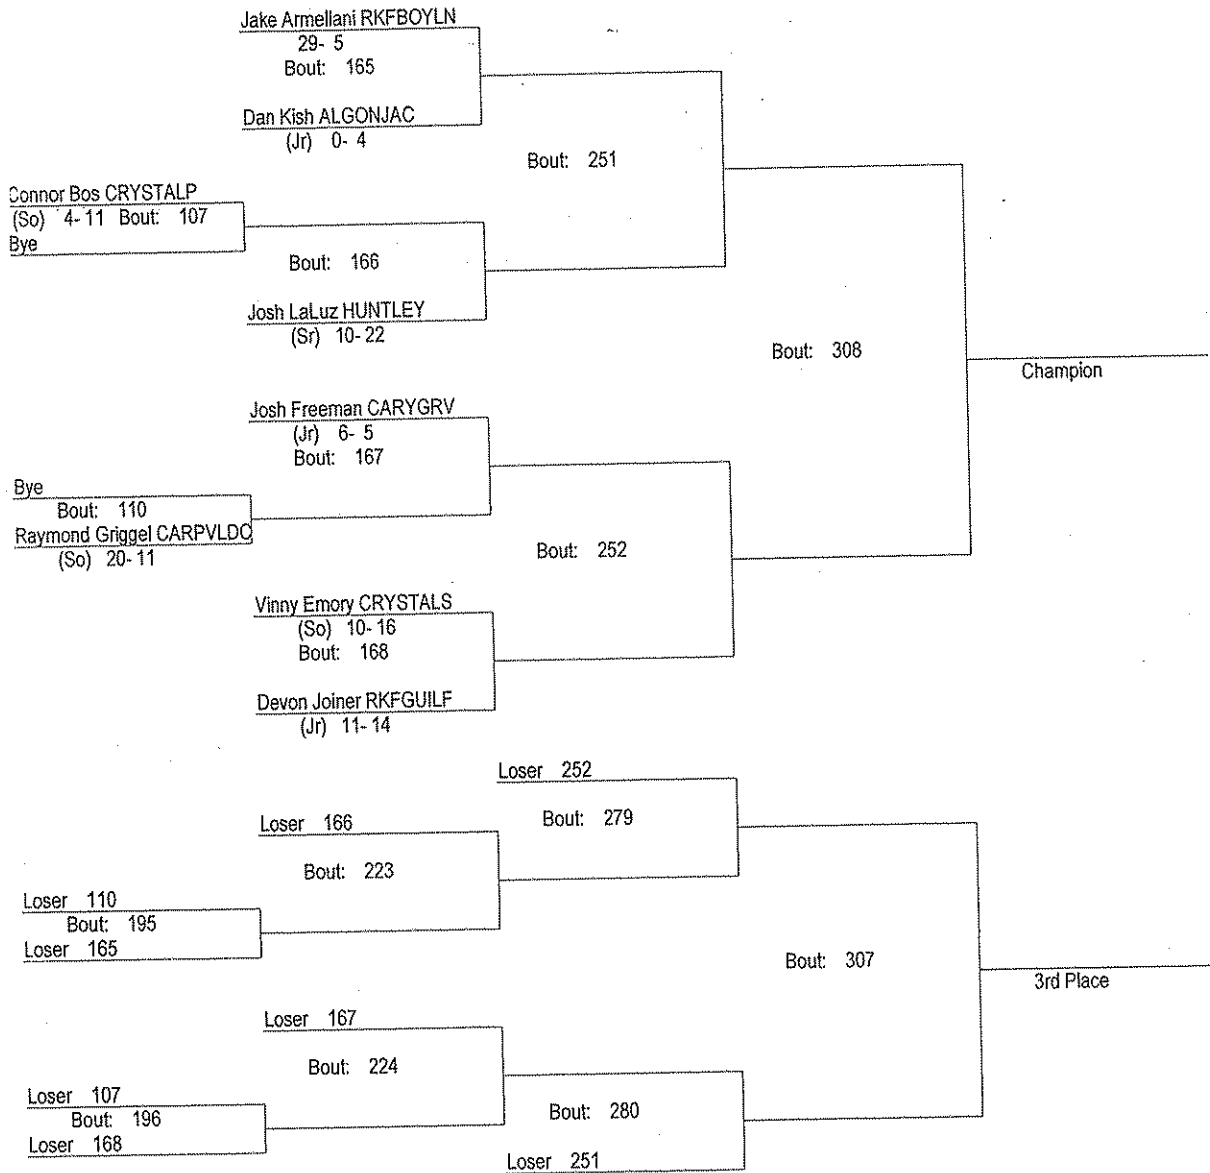 Jake Armellani RKFBOYLN
29- 5
Bout: 165
Dan Kish ALGONJAC
(Jr) 0- 4
Bout: 251
Connor Bos CRYSTALP
(So) 4- 11 Bout: 107
Bye
Bout: 166
Josh LaLuz HUNTLEY
(Sr) 10- 22
Bout: 308
Champion
Josh Freeman CARYGRV
(Jr) 6- 5
Bout: 167
Bye
Bout: 110
Raymond Griggel CARPVLDC
(So) 20- 11
Bout: 252
Vinny Emory CRYSTALS
(So) 10- 16
Bout: 168
Devon Joiner RKFGUILF
(Jr) 11- 14
Loser 252
Bout: 279
Loser 166
Bout: 223
Loser 110
Bout: 195
Loser 165
Bout: 307
3rd Place
Loser 167
Bout: 224
Loser 107
Bout: 196
Loser 168
Bout: 280
Loser 251